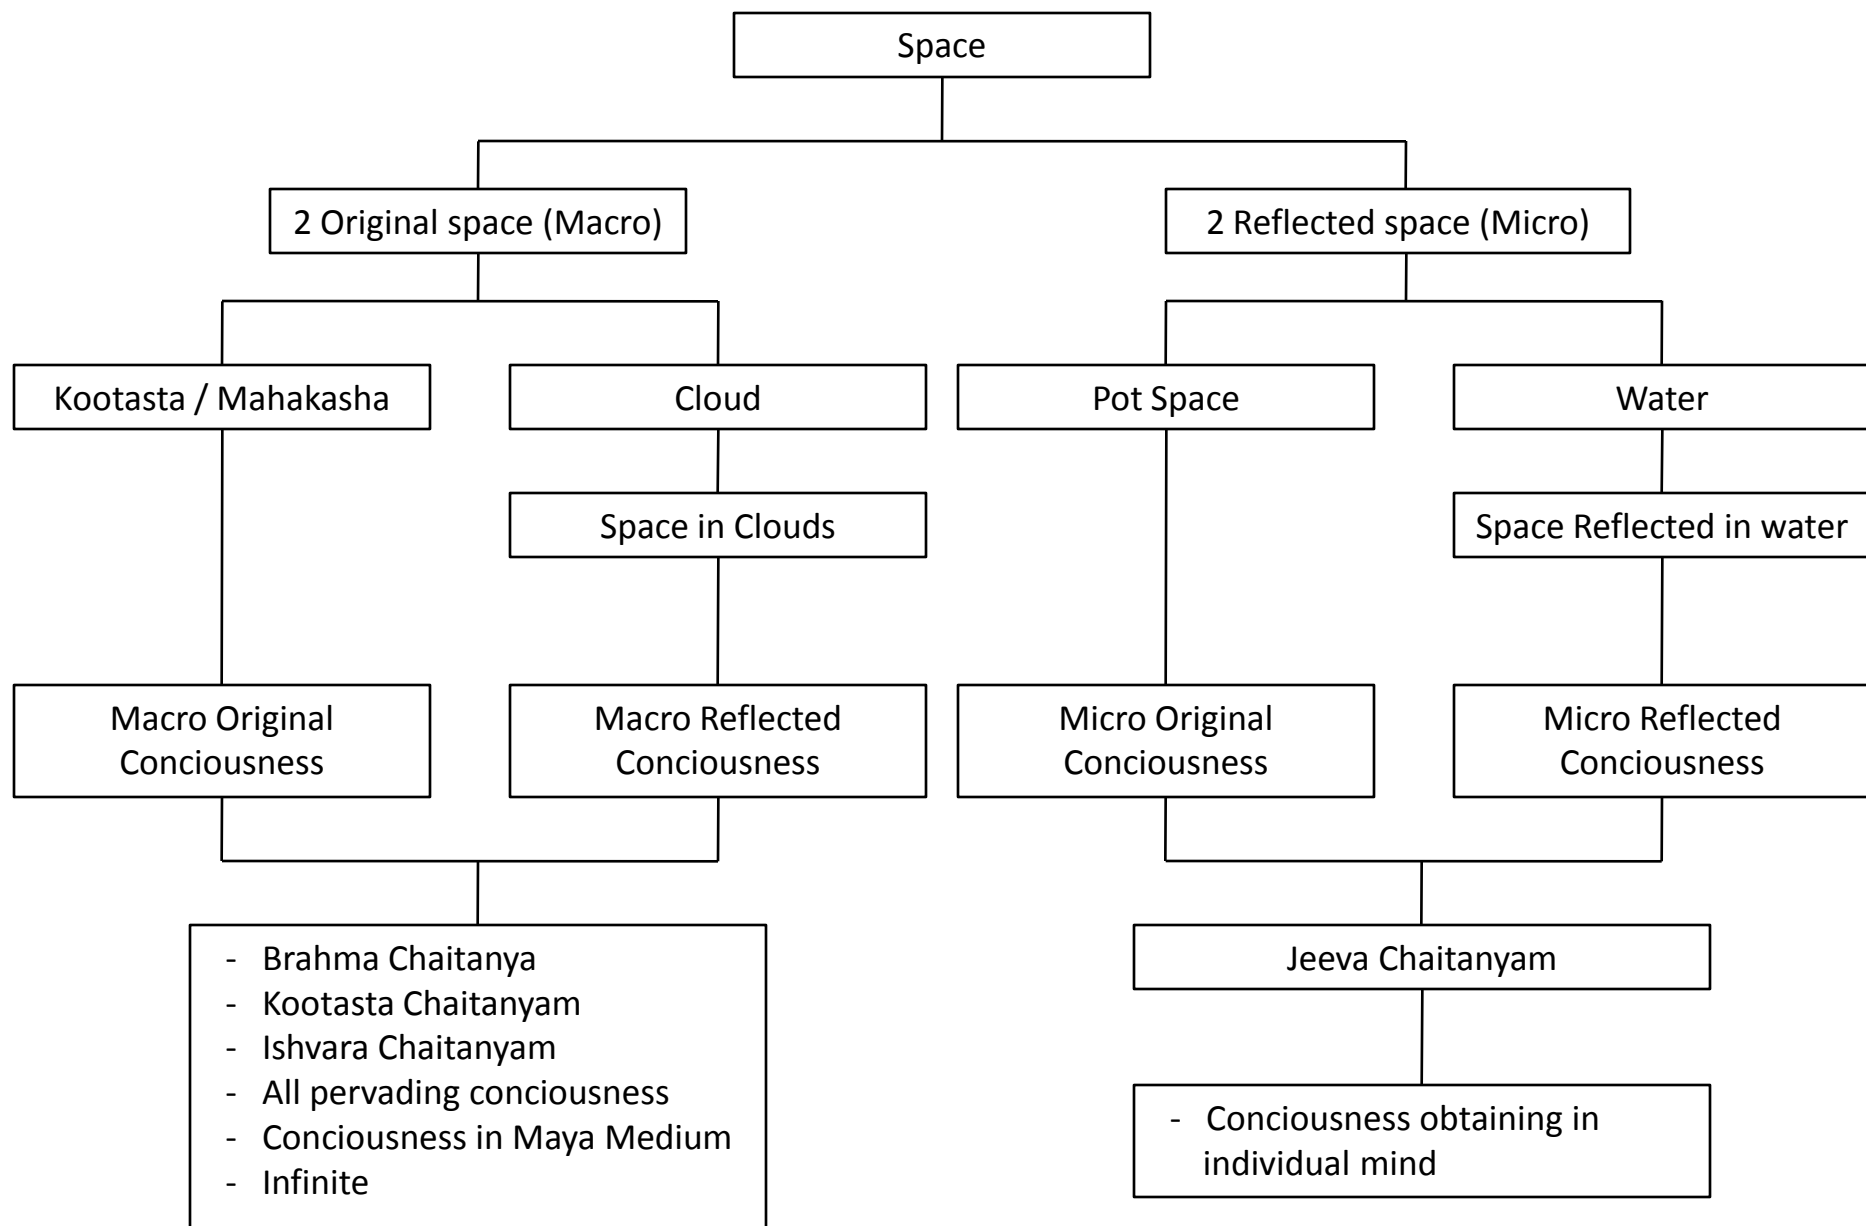 Space
2 Original space (Macro)
2 Reflected space (Micro)
Kootasta / Mahakasha
Cloud
Pot Space
Water
Space in Clouds
Space Reflected in water
Macro Original
Conciousness
Macro Reflected
Conciousness
Micro Original
Conciousness
Micro Reflected
Conciousness
- Brahma Chaitanya
- Kootasta Chaitanyam
- Ishvara Chaitanyam
- All pervading conciousness
- Conciousness in Maya Medium
- Infinite
Jeeva Chaitanyam
- Conciousness obtaining in
individual mind